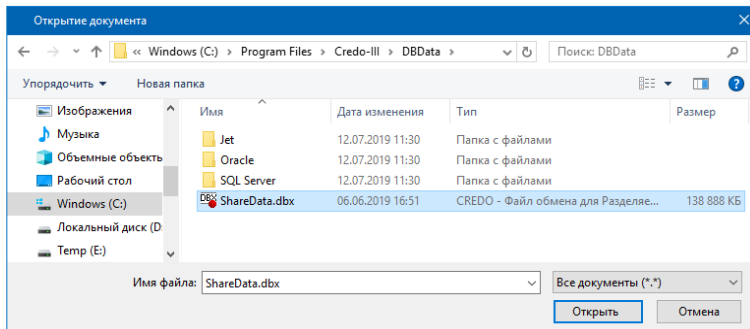 Открытие документа
« Windows (C:) › Program Files › Credo-III › DBData ›
Поиск: DBData
Упорядочить
Новая папка
Изображения
Музыка
Объемные объекть
Рабочий стол
Windows (C:)
Локальный диск (D:
Temp (E:)
Имя Дата изменения Тип Размер
Jet 12.07.2019 11:30 Папка с файлами
Oracle 12.07.2019 11:30 Папка с файлами
SQL Server 12.07.2019 11:30 Папка с файлами
DBX ShareData.dbx 06.06.2019 16:51 CREDO - Файл обмена для Разделяе... 138 888 КБ
Имя файла: ShareData.dbx
Все документы (*.*)
Открыть
Отмена